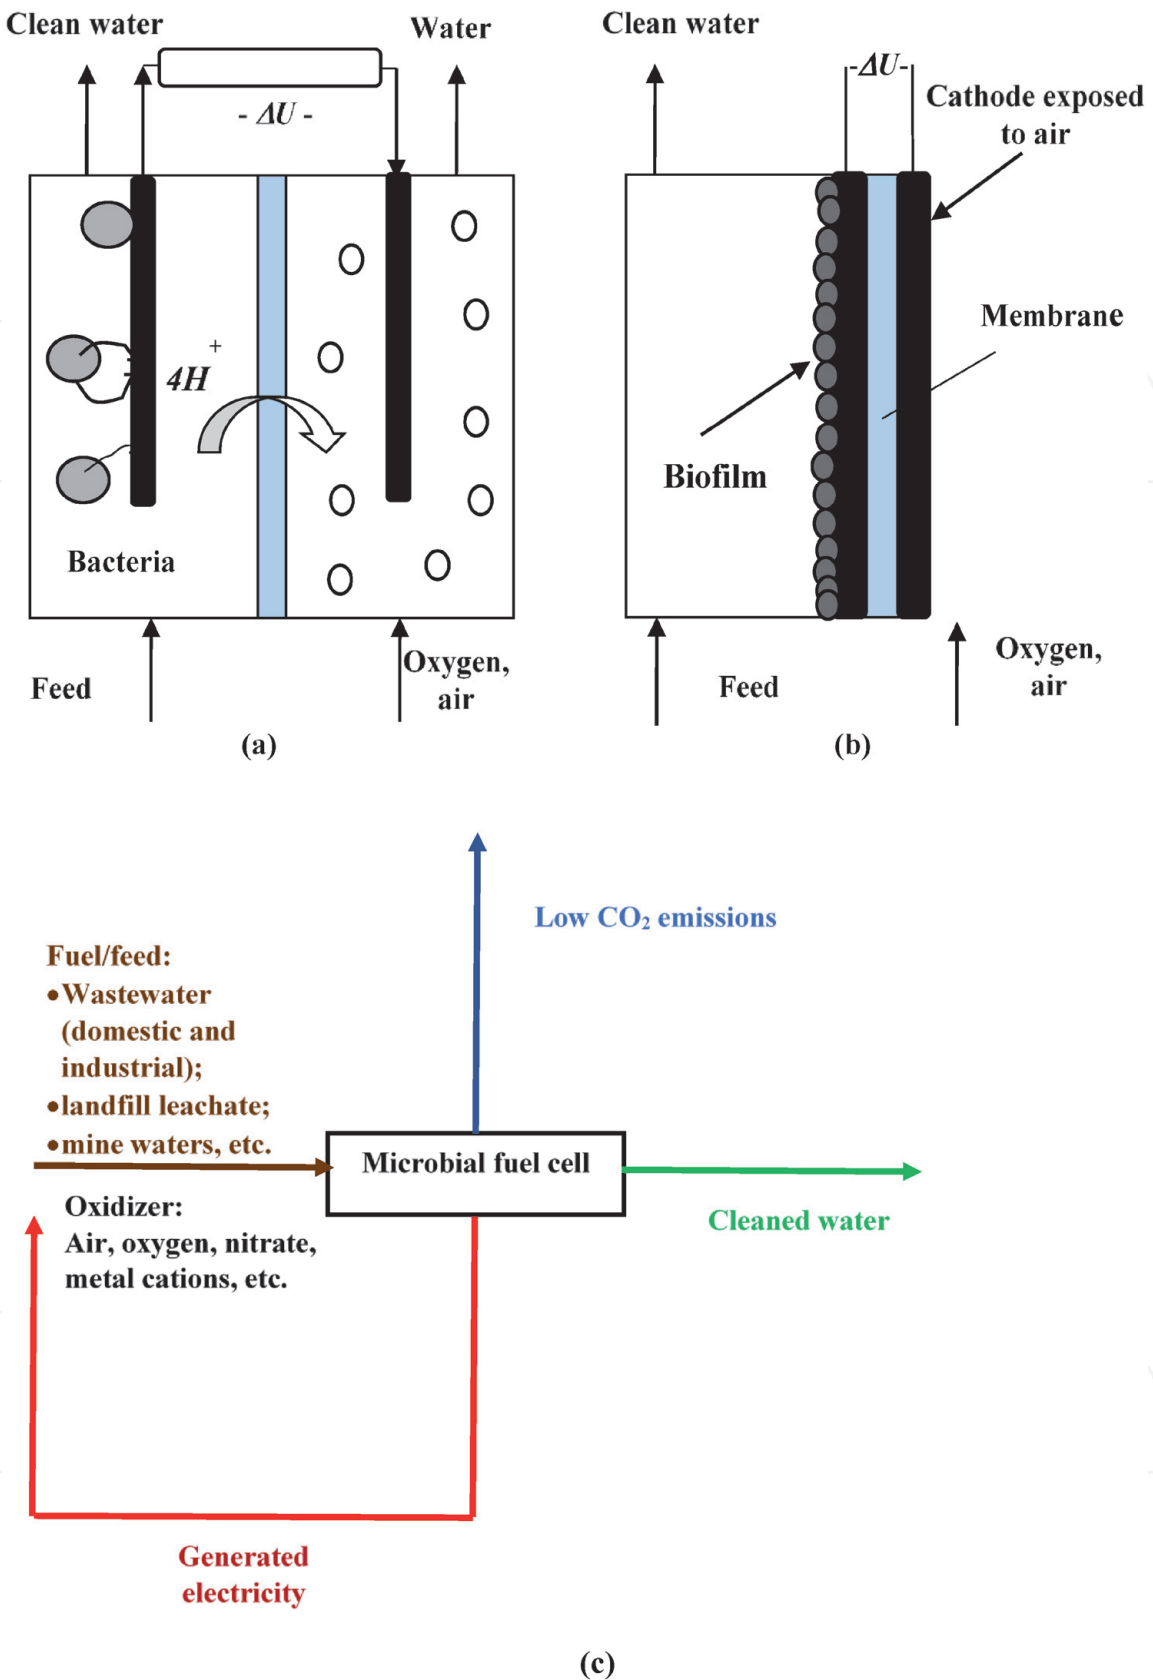 Clean water
Water
- ΔU -
4H+
Bacteria
Feed
Oxygen,
air
(a)
Clean water
-ΔU-
Cathode exposed
to air
Membrane
Biofilm
Feed
Oxygen,
air
(b)
Low CO₂ emissions
Fuel/feed:
•Wastewater
(domestic and
industrial);
•landfill leachate;
•mine waters, etc.
Microbial fuel cell
Oxidizer:
Air, oxygen, nitrate,
metal cations, etc.
Cleaned water
Generated
electricity
(c)